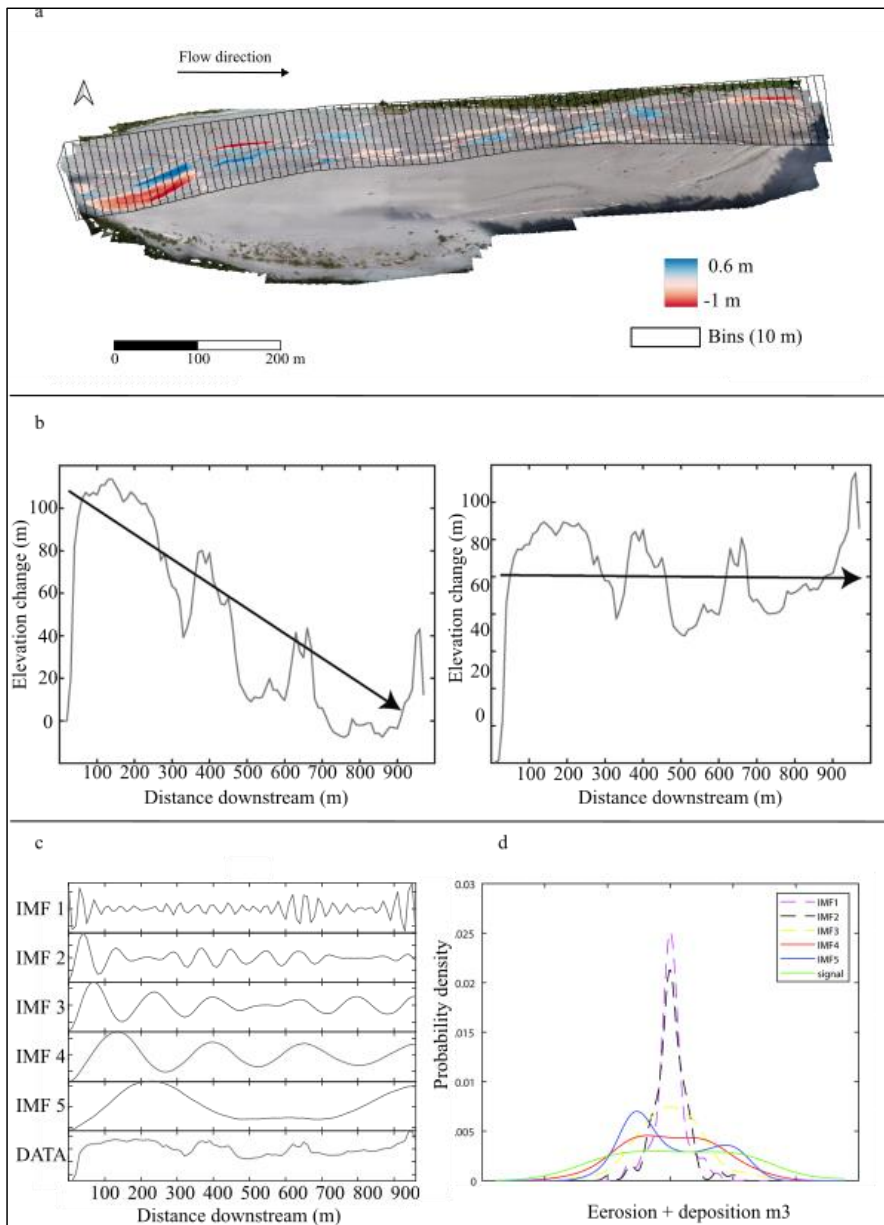 a
Flow direction
0.6 m
-1 m
Bins (10 m)
0 100 200 m
b
Elevation change (m)
100
80
60
40
20
0
100 200 300 400 500 600 700 800 900
Distance downstream (m)
Elevation change (m)
100
80
60
40
20
0
100 200 300 400 500 600 700 800 900
Distance downstream (m)
c
IMF 1
IMF 2
IMF 3
IMF 4
IMF 5
DATA
0 100 200 300 400 500 600 700 800 900
Distance downstream (m)
d
Probability density
0.03
.025
0.02
.015
0.01
.005
0
IMF1
IMF2
IMF3
IMF4
IMF5
signal
Eerosion + deposition m3